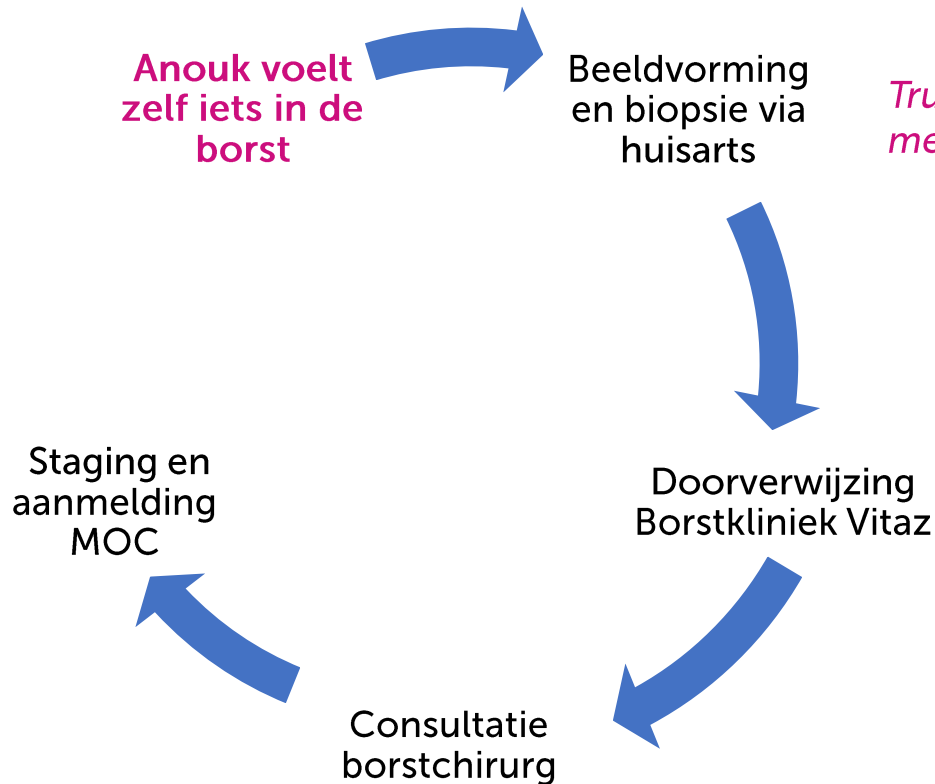 Anouk voelt
zelf iets in de
borst
Beeldvorming
en biopsie via
huisarts
Doorverwijzing
Borstkliniek Vitaz
Consultatie
borstchirurg
Staging en
aanmelding
MOC